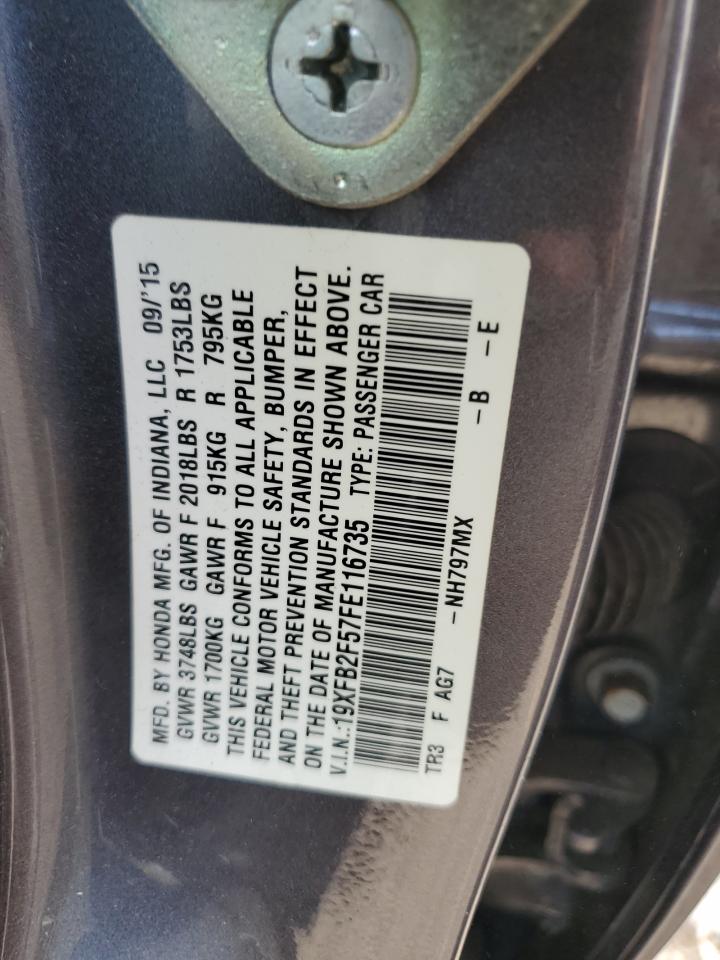 MFD. BY HONDA MFG. OF INDIANA, LLC 09/'15
GVWR 3748LBS GAWR F 2018LBS R 1753LBS
GVWR 1700KG GAWR F 915KG R 795KG
THIS VEHICLE CONFORMS TO ALL APPLICABLE
FEDERAL MOTOR VEHICLE SAFETY, BUMPER,
AND THEFT PREVENTION STANDARDS IN EFFECT
ON THE DATE OF MANUFACTURE SHOWN ABOVE.
V.I.N.:19XFB2F57FE116735 TYPE: PASSENGER CAR
TR3 F AG7 -NH797MX -B -E